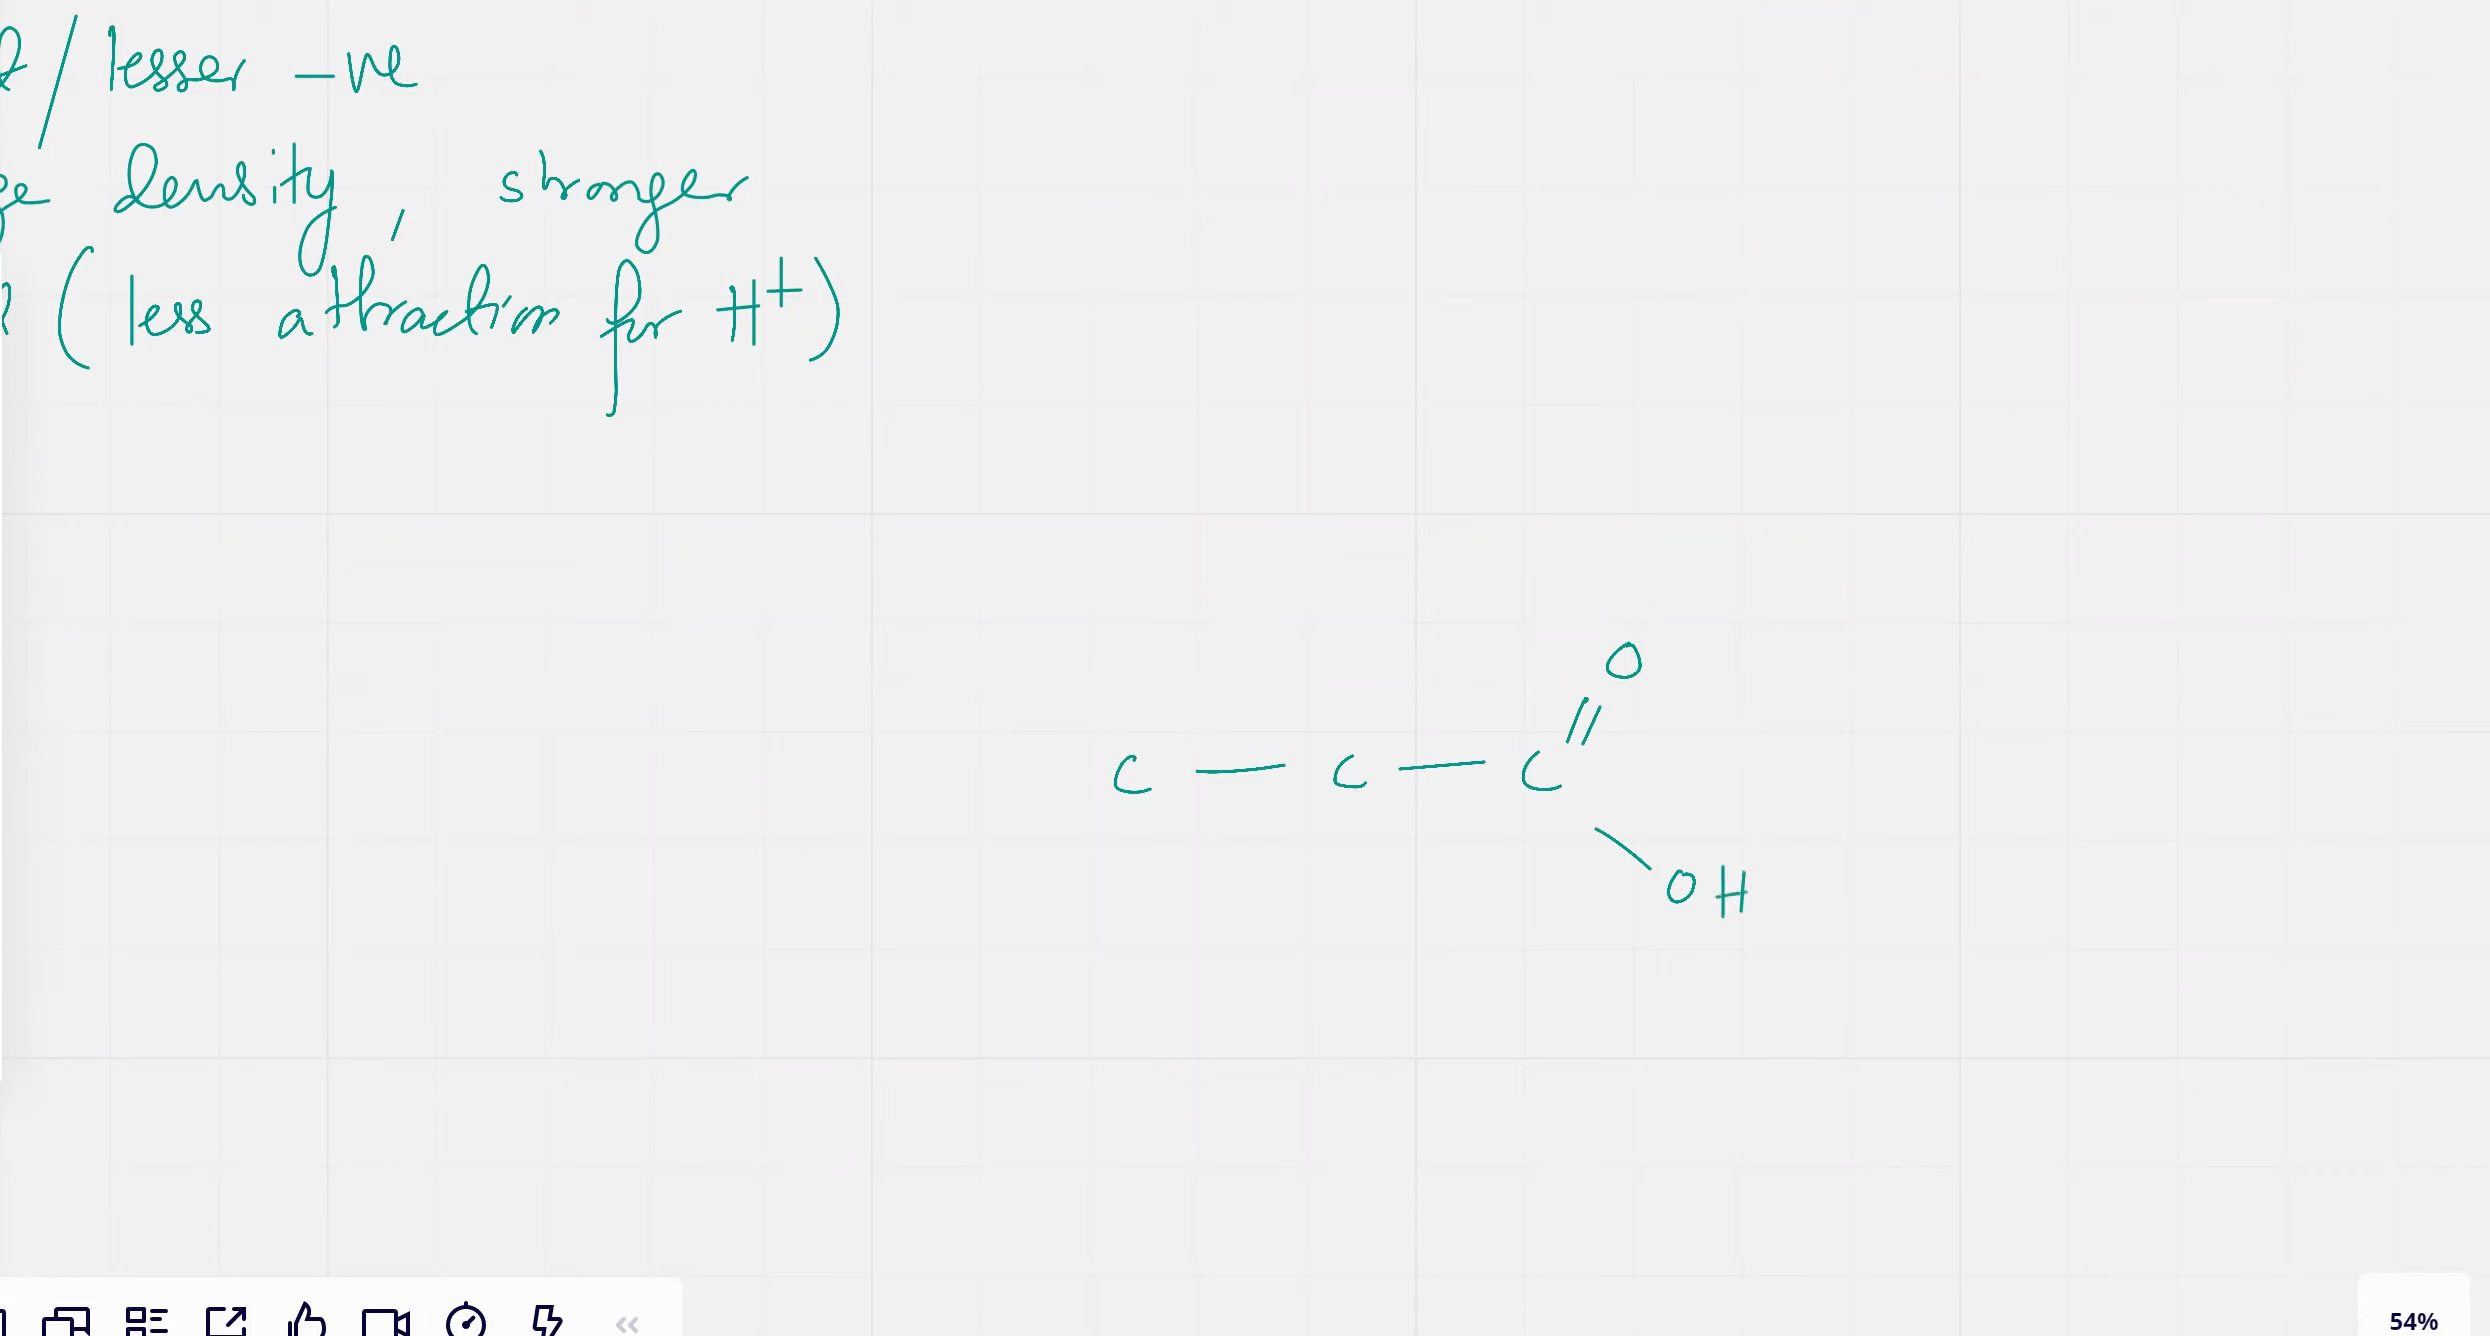 / lesser -ve
density, stronger
(less attraction for H+)
O
C — C — C
OH
54%